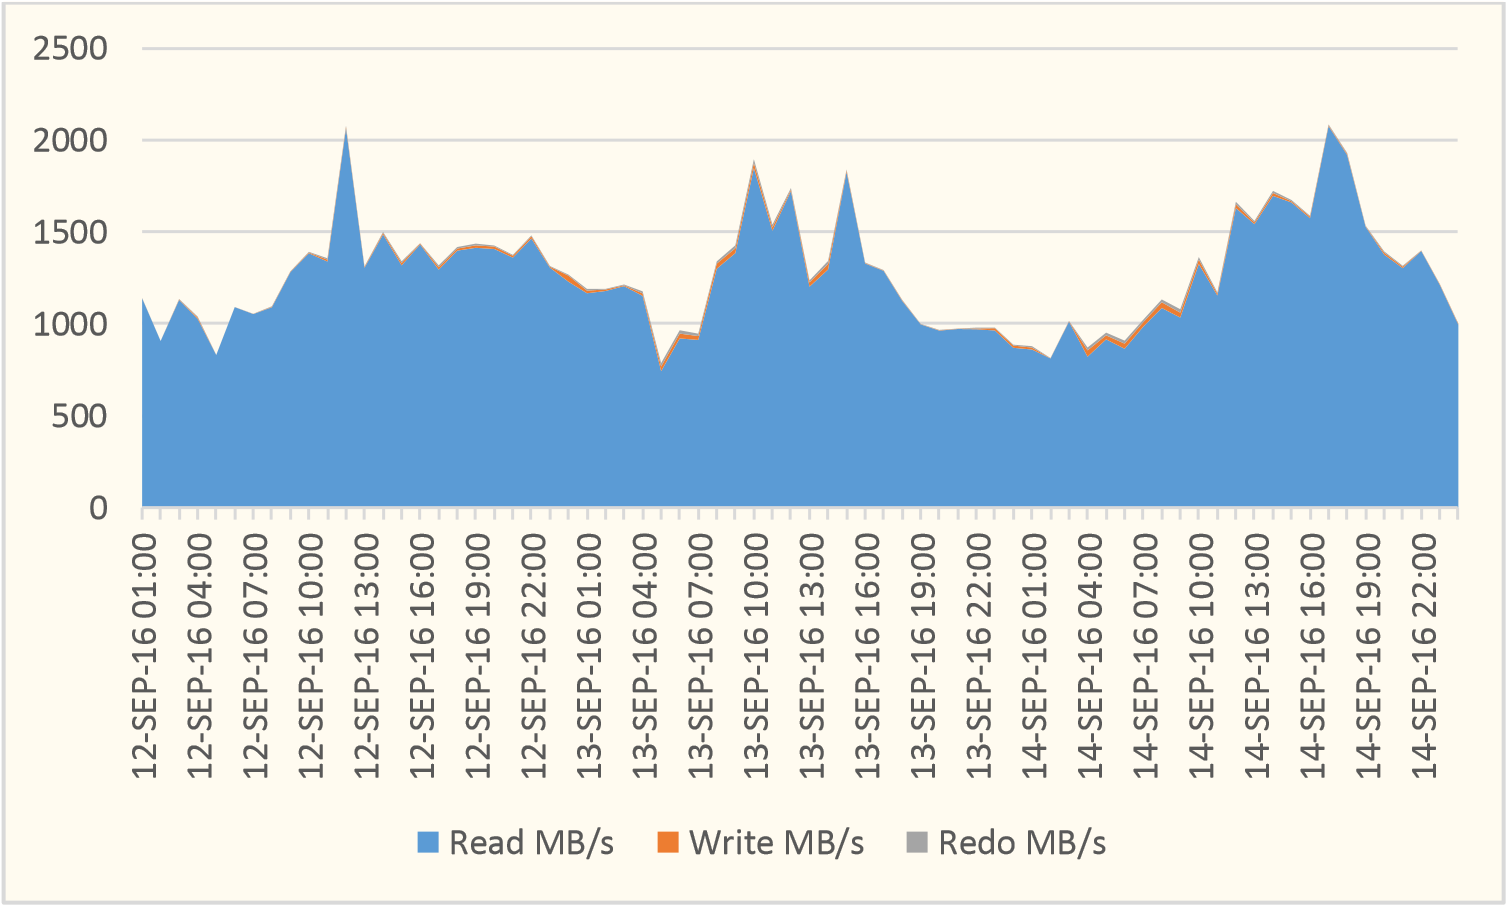 2500
2000
1500
1000
500
0
12-SEP-16 01:00
12-SEP-16 04:00
12-SEP-16 07:00
12-SEP-16 10:00
12-SEP-16 13:00
12-SEP-16 16:00
12-SEP-16 19:00
12-SEP-16 22:00
13-SEP-16 01:00
13-SEP-16 04:00
13-SEP-16 07:00
13-SEP-16 10:00
13-SEP-16 13:00
13-SEP-16 16:00
13-SEP-16 19:00
13-SEP-16 22:00
14-SEP-16 01:00
14-SEP-16 04:00
14-SEP-16 07:00
14-SEP-16 10:00
14-SEP-16 13:00
14-SEP-16 16:00
14-SEP-16 19:00
14-SEP-16 22:00
Read MB/s Write MB/s Redo MB/s